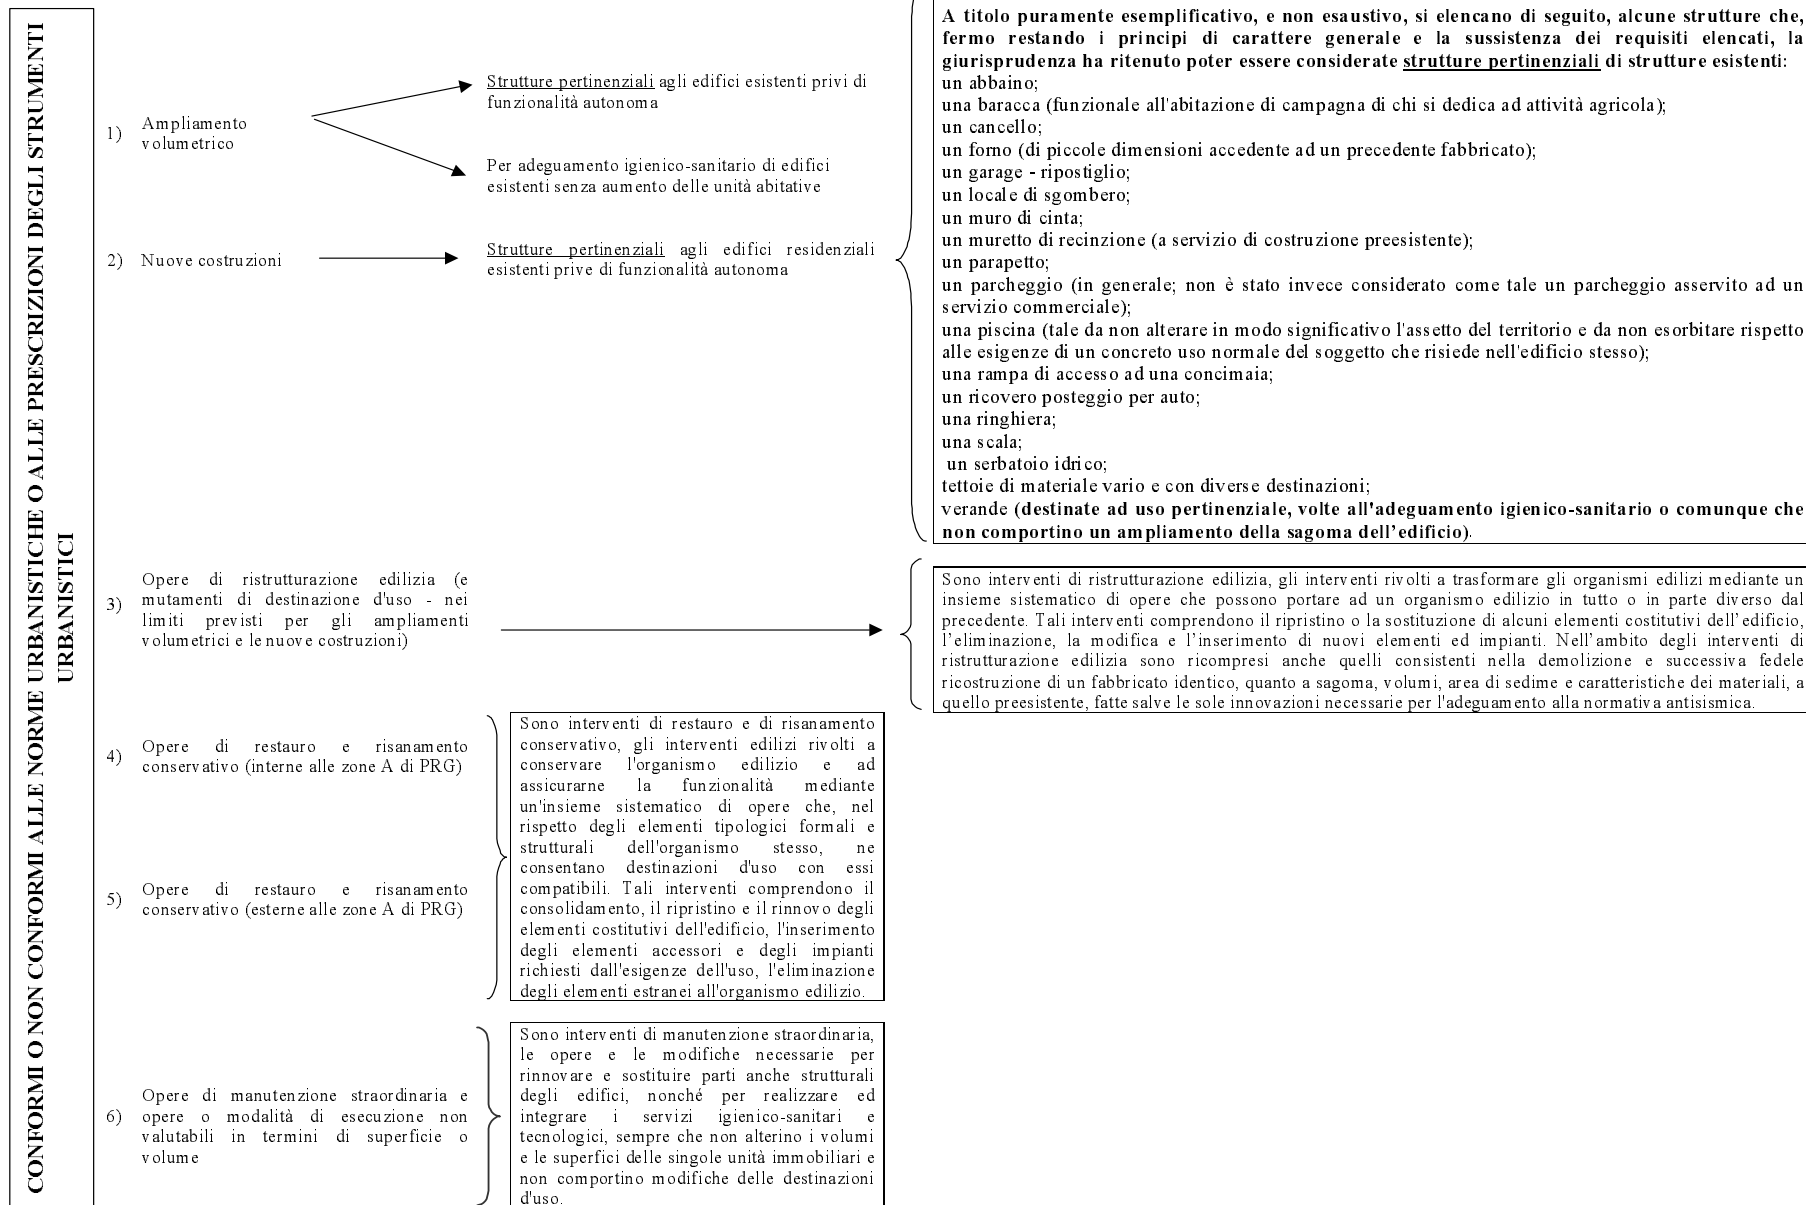 CONFORMI O NON CONFORMI ALLE NORME URBANISTICHE O ALLE PRESCRIZIONI DEGLI STRUMENTI
URBANISTICI
1) Ampliamento
volumetrico
Strutture pertinenziali agli edifici esistenti privi di
funzionalità autonoma
Per adeguamento igienico-sanitario di edifici
esistenti senza aumento delle unità abitative
2) Nuove costruzioni
Strutture pertinenziali agli edifici residenziali
esistenti prive di funzionalità autonoma
A titolo puramente esemplificativo, e non esaustivo, si elencano di seguito, alcune strutture che,
fermo restando i principi di carattere generale e la sussistenza dei requisiti elencati, la
giurisprudenza ha ritenuto poter essere considerate strutture pertinenziali di strutture esistenti:
un abbaino;
una baracca (funzionale all'abitazione di campagna di chi si dedica ad attività agricola);
un cancello;
un forno (di piccole dimensioni accedente ad un precedente fabbricato);
un garage - ripostiglio;
un locale di sgombero;
un muro di cinta;
un muretto di recinzione (a servizio di costruzione preesistente);
un parapetto;
un parcheggio (in generale; non è stato invece considerato come tale un parcheggio asservito ad un
servizio commerciale);
una piscina (tale da non alterare in modo significativo l'assetto del territorio e da non esorbitare rispetto
alle esigenze di un concreto uso normale del soggetto che risiede nell'edificio stesso);
una rampa di accesso ad una concimaia;
un ricovero posteggio per auto;
una ringhiera;
una scala;
un serbatoio idrico;
tettoie di materiale vario e con diverse destinazioni;
verande (destinate ad uso pertinenziale, volte all'adeguamento igienico-sanitario o comunque che
non comportino un ampliamento della sagoma dell'edificio).
3) Opere di ristrutturazione edilizia (e
mutamenti di destinazione d'uso - nei
limiti previsti per gli ampliamenti
volumetrici e le nuove costruzioni)
Sono interventi di ristrutturazione edilizia, gli interventi rivolti a trasformare gli organismi edilizi mediante un
insieme sistematico di opere che possono portare ad un organismo edilizio in tutto o in parte diverso dal
precedente. Tali interventi comprendono il ripristino o la sostituzione di alcuni elementi costitutivi dell'edificio,
l'eliminazione, la modifica e l'inserimento di nuovi elementi ed impianti. Nell'ambito degli interventi di
ristrutturazione edilizia sono ricompresi anche quelli consistenti nella demolizione e successiva fedele
ricostruzione di un fabbricato identico, quanto a sagoma, volumi, area di sedime e caratteristiche dei materiali, a
quello preesistente, fatte salve le sole innovazioni necessarie per l'adeguamento alla normativa antisismica.
4) Opere di restauro e risanamento
conservativo (interne alle zone A di PRG)
5) Opere di restauro e risanamento
conservativo (esterne alle zone A di PRG)
Sono interventi di restauro e di risanamento
conservativo, gli interventi edilizi rivolti a
conservare l'organismo edilizio e ad
assicurarne la funzionalità mediante
un'insieme sistematico di opere che, nel
rispetto degli elementi tipologici formali e
strutturali dell'organismo stesso, ne
consentano destinazioni d'uso con essi
compatibili. Tali interventi comprendono il
consolidamento, il ripristino e il rinnovo degli
elementi costitutivi dell'edificio, l'inserimento
degli elementi accessori e degli impianti
richiesti dall'esigenze dell'uso, l'eliminazione
degli elementi estranei all'organismo edilizio.
6) Opere di manutenzione straordinaria e
opere o modalità di esecuzione non
valutabili in termini di superficie o
volume
Sono interventi di manutenzione straordinaria,
le opere e le modifiche necessarie per
rinnovare e sostituire parti anche strutturali
degli edifici, nonché per realizzare ed
integrare i servizi igienico-sanitari e
tecnologici, sempre che non alterino i volumi
e le superfici delle singole unità immobiliari e
non comportino modifiche delle destinazioni
d'uso.